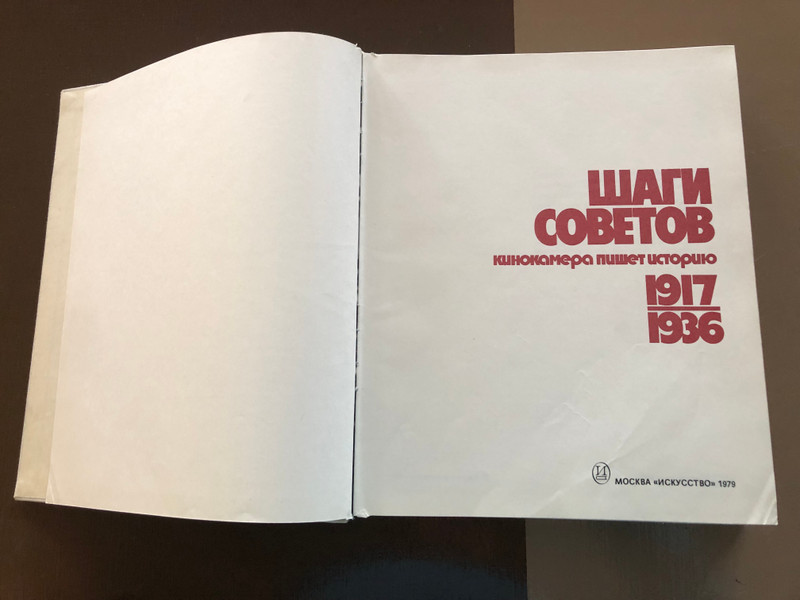 ШАГИ
СОВЕТОВ
кинокамера пишет историю
1917
1936
И
МОСКВА «ИСКУССТВО» 1979